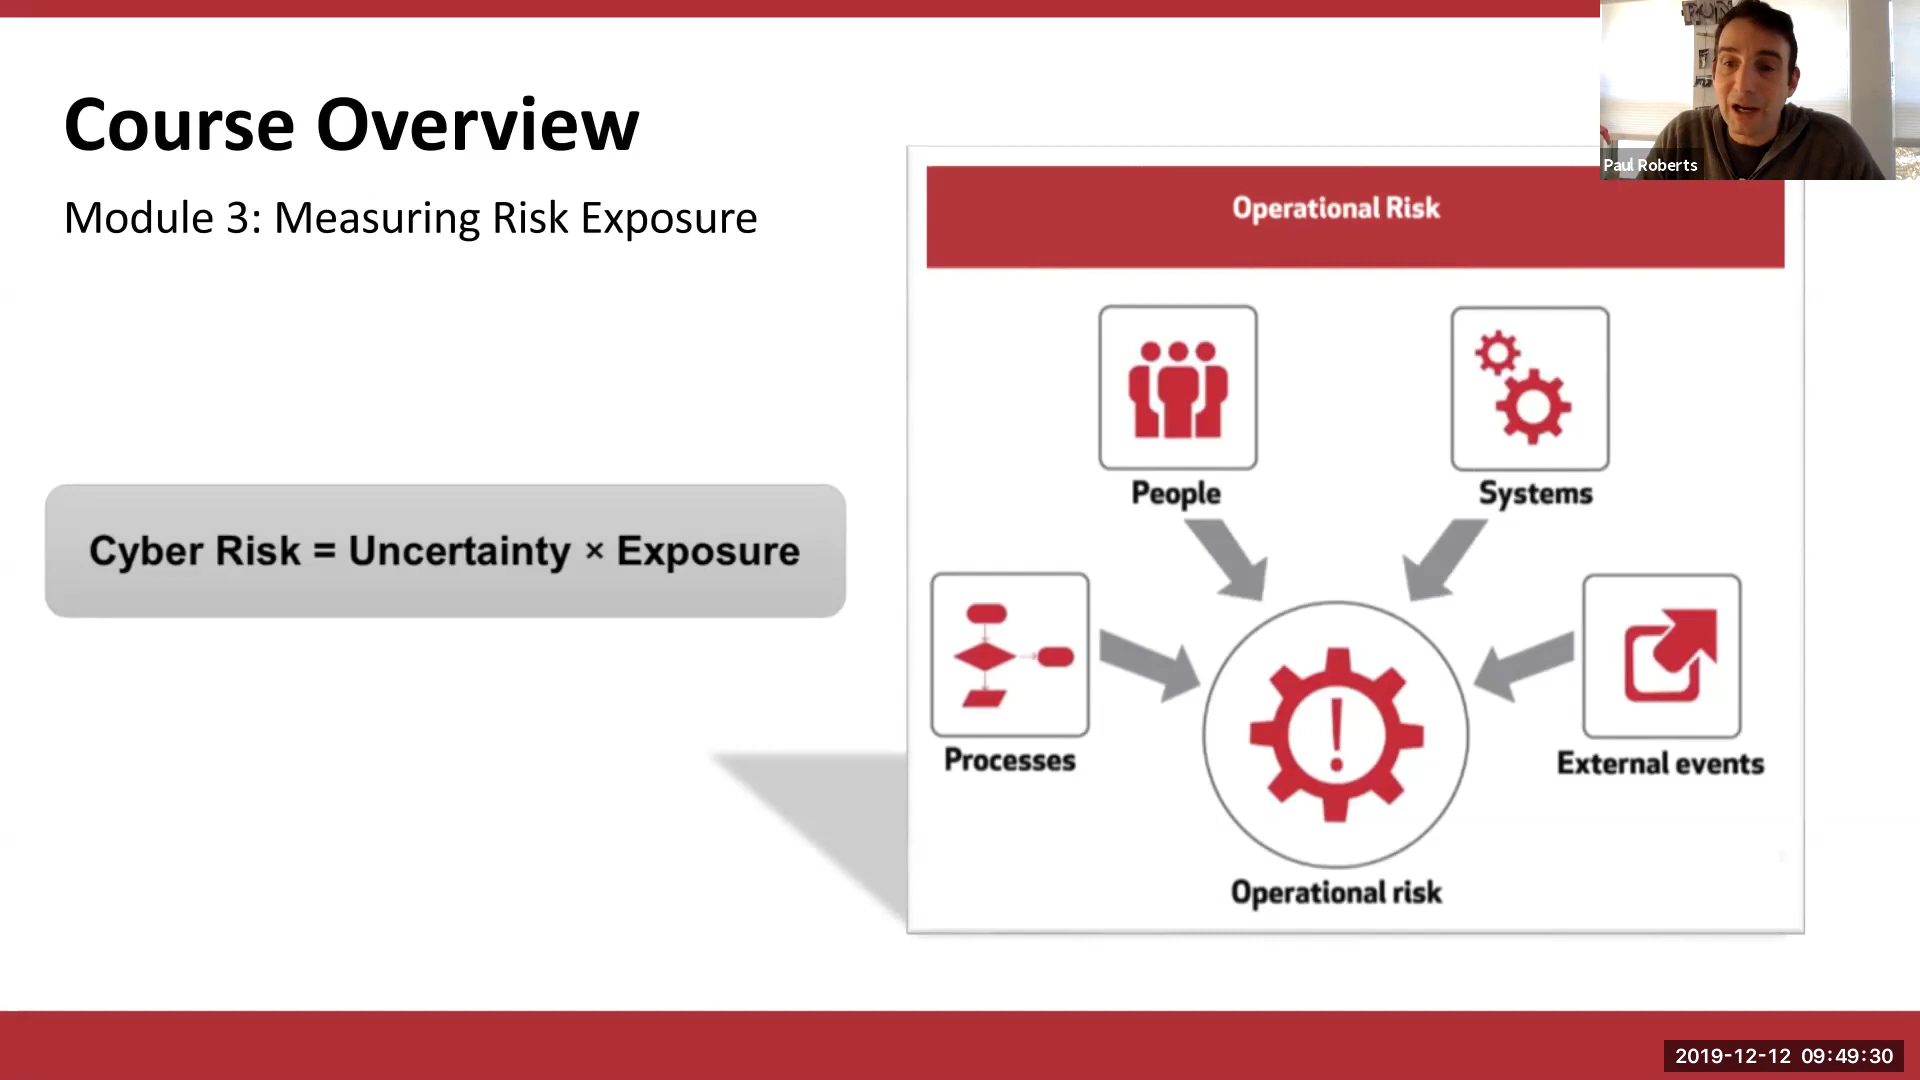 Course Overview
Module 3: Measuring Risk Exposure
Paul Roberts
Operational Risk
People
Systems
Cyber Risk = Uncertainty × Exposure
Processes
External events
!
Operational risk
2019-12-12 09:49:30